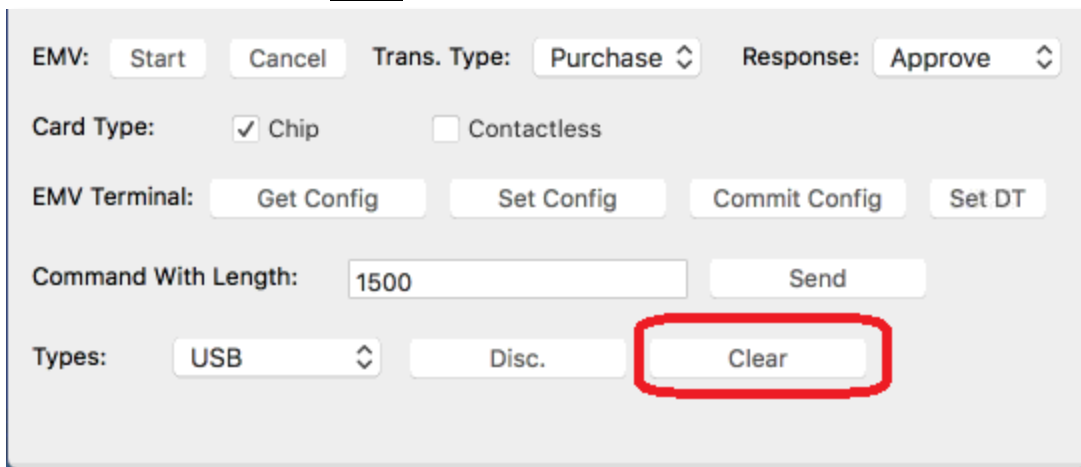 EMV: Start Cancel Trans. Type: Purchase Response: Approve
Card Type: Chip Contactless
EMV Terminal: Get Config Set Config Commit Config Set DT
Command With Length: 1500 Send
Types: USB Disc. Clear